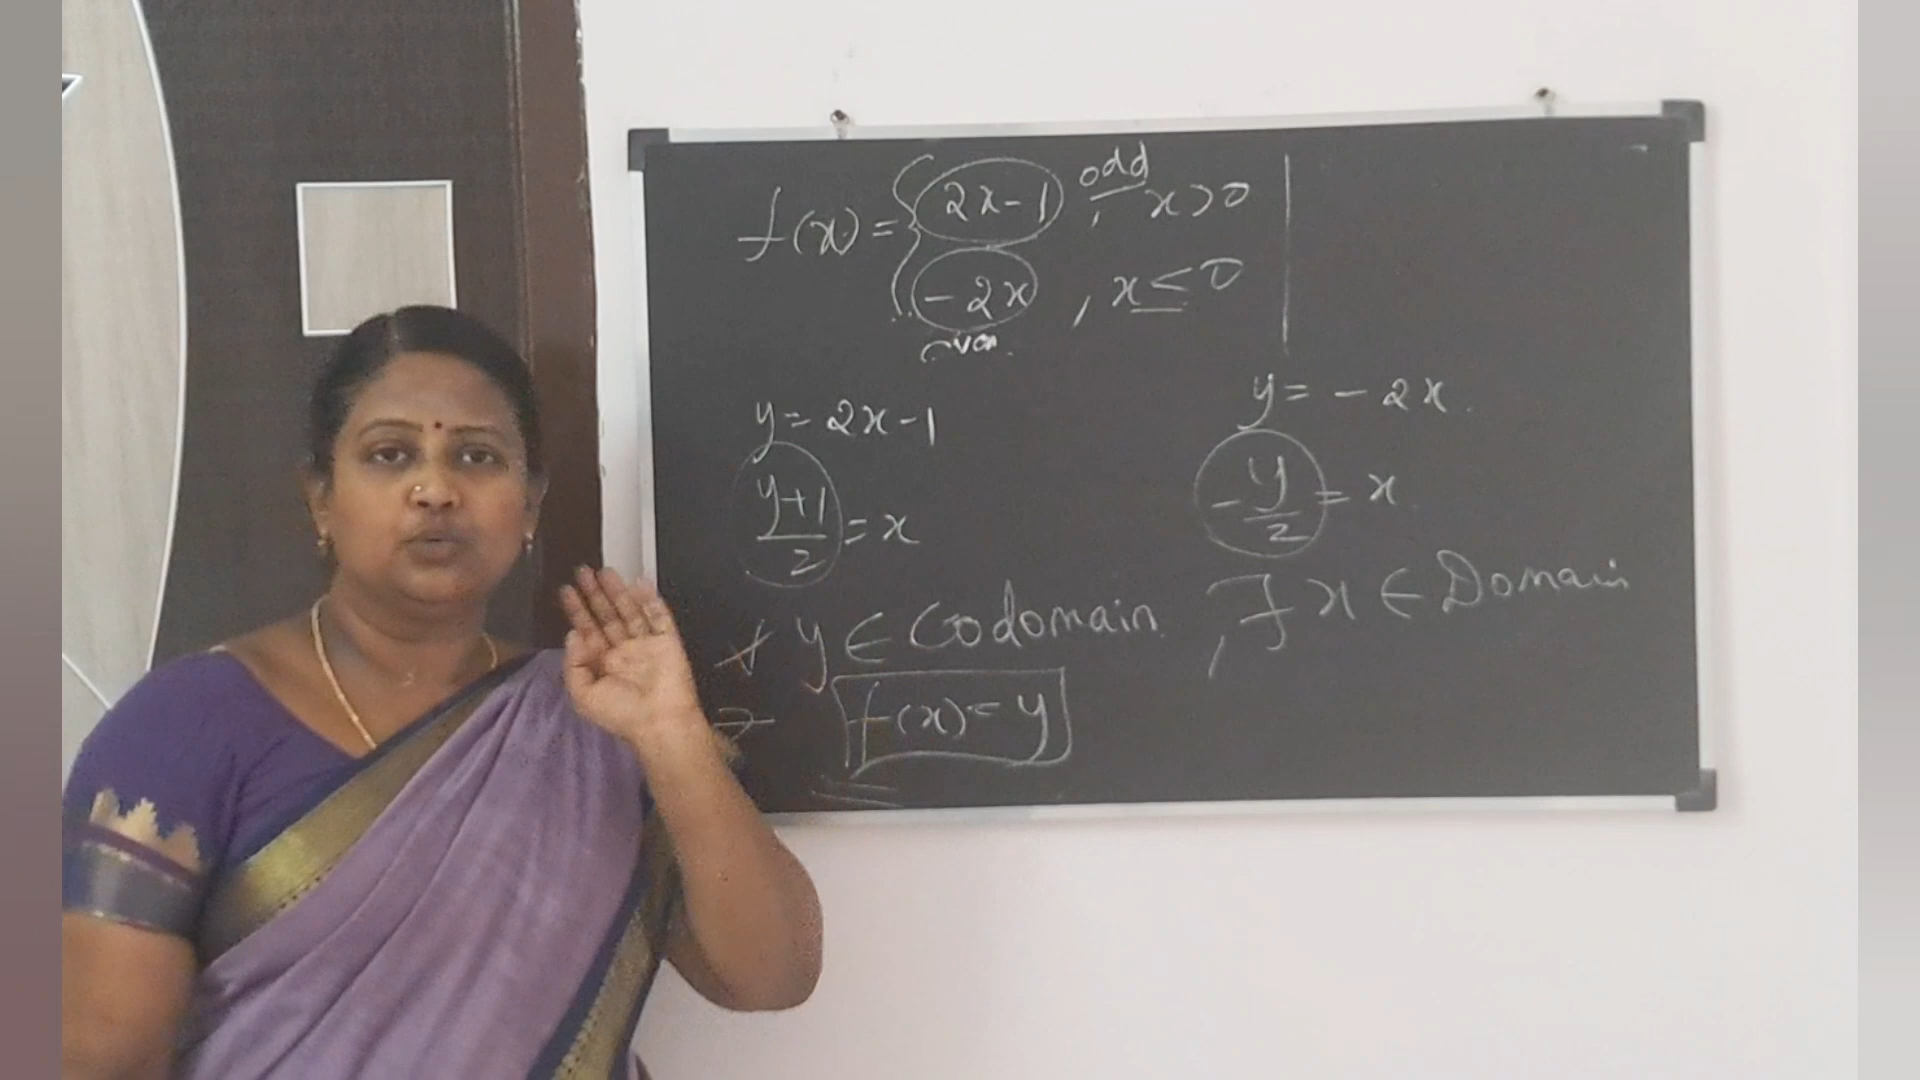 f(x) = { 2x-1 , odd x>0
-2x , x ≤ 0
even
y = 2x-1
y+1/2 = x
y = -2x.
-y/2 = x
∀ y ∈ Codomain, ∃ x ∈ Domain
f(x) = y